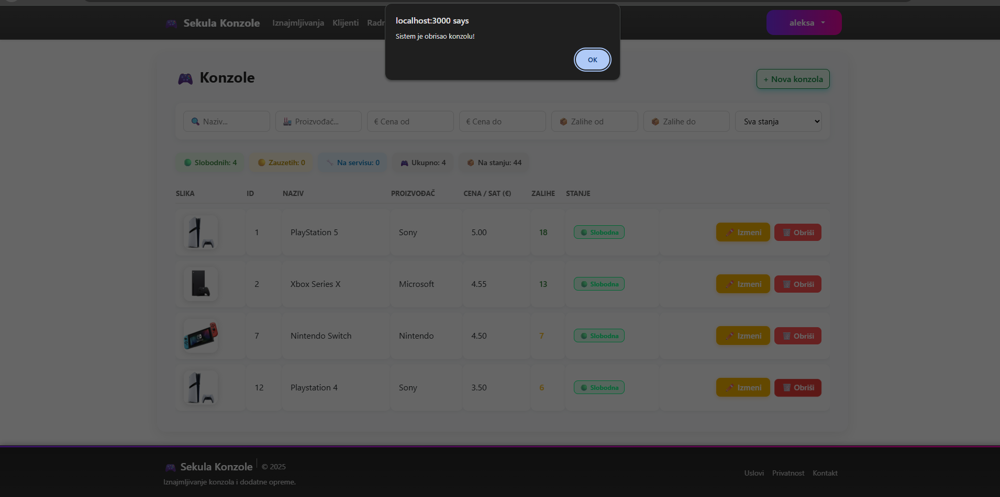 localhost:3000 says
Sistem je obrisao konzolu!
OK
Sekula Konzole Iznajmljivanja Klijenti aleksa
Konzole
+ Nova konzola
Naziv... Proizvođač... € Cena od € Cena do Zalihe od Zalihe do Sva stanja
Slobodnih: 4 Zauzetih: 0 Na servisu: 0 Ukupno: 4 Na stanju: 44
SLIKA ID NAZIV PROIZVOĐAČ CENA / SAT (€) ZALIHE STANJE
1 PlayStation 5 Sony 5.00 18 Slobodna Izmeni Obriši
2 Xbox Series X Microsoft 4.55 13 Slobodna Izmeni Obriši
7 Nintendo Switch Nintendo 4.50 7 Slobodna Izmeni Obriši
12 Playstation 4 Sony 3.50 6 Slobodna Izmeni Obriši
Sekula Konzole © 2025
Iznajmljivanje konzola i dodatne opreme.
Uslovi Privatnost Kontakt